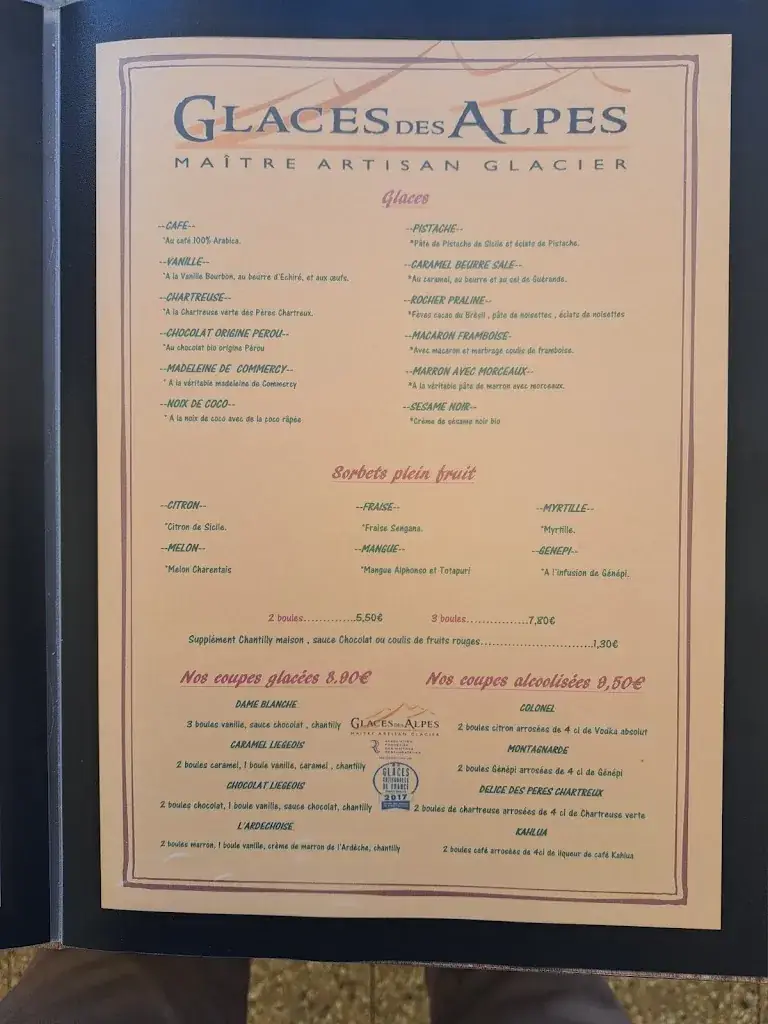 GLACES DES ALPES
MAÎTRE ARTISAN GLACIER
Glaces
--CAFE--
*Au café 100% Arabica.
--VANILLE--
*A la Vanille Bourbon, au beurre d'Echiré, et aux œufs.
--CHARTREUSE--
*A la Chartreuse verte des Pères Chartreux.
--CHOCOLAT ORIGINE PEROU--
*Au chocolat bio origine Pérou
--MADELEINE DE COMMERCY--
* A la véritable madeleine de Commercy
--NOIX DE COCO--
* A la noix de coco avec de la coco râpée
--PISTACHE--
*Pâte de Pistache de Sicile et éclats de Pistache.
--CARAMEL BEURRE SALE--
*Au caramel, au beurre et au sel de Guérande.
--ROCHER PRALINE--
*Fèves cacao du Brésil , pâte de noisettes , éclats de noisettes
--MACARON FRAMBOISE-
*Avec macaron et marbrage coulis de framboise.
--MARRON AVEC MORCEAUX--
*A la véritable pâte de marron avec morceaux.
--SESAME NOIR--
*Crème de sésame noir bio
Sorbets plein fruit
--CITRON--
*Citron de Sicile.
--FRAISE--
*Fraise Sengana.
--MYRTILLE--
*Myrtille.
--MELON--
*Melon Charentais
--MANGUE--
*Mangue Alphonso et Totapuri
--GENEPI--
*A l'infusion de Génépi.
2 boules..............5,50€ 3 boules................7,80€
Supplément Chantilly maison , sauce Chocolat ou coulis de fruits rouges............................1,30€
Nos coupes glacées 8,90€
DAME BLANCHE
3 boules vanille, sauce chocolat , chantilly
CARAMEL LIEGEOIS
2 boules caramel, 1 boule vanille, caramel , chantilly
CHOCOLAT LIEGEOIS
2 boules chocolat, 1 boule vanille, sauce chocolat, chantilly
L'ARDECHOISE
2 boules marron, 1 boule vanille, crème de marron de l'Ardèche, chantilly
GLACES DES ALPES
MAITRE ARTISAN GLACIER
GLACES
ARTISANALES
DE FRANCE
2017
Nos coupes alcoolisées 9,50€
COLONEL
2 boules citron arrosées de 4 cl de Vodka absolut
MONTAGNARDE
2 boules Génépi arrosées de 4 cl de Génépi
DELICE DES PERES CHARTREUX
2 boules de chartreuse arrosées de 4 cl de Chartreuse verte
KAHLUA
2 boules café arrosées de 4cl de liqueur de café Kahlua